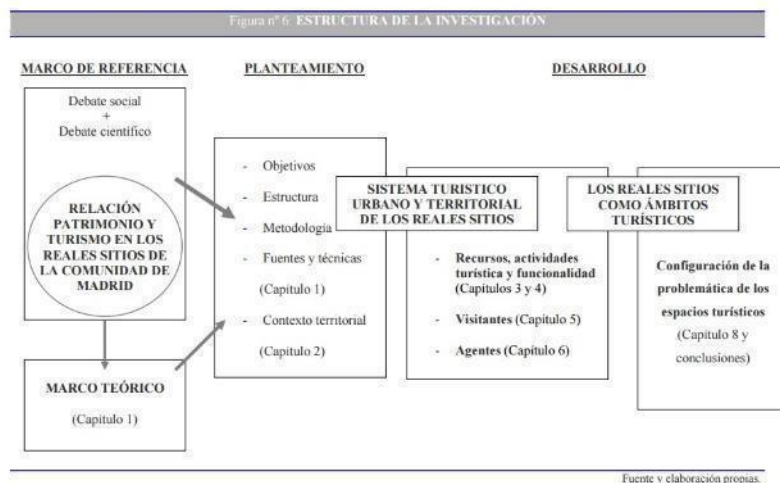 Figura nº 6: ESTRUCTURA DE LA INVESTIGACIÓN
MARCO DE REFERENCIA
Debate social
+
Debate científico
RELACIÓN
PATRIMONIO Y
TURISMO EN LOS
REALES SITIOS DE
LA COMUNIDAD DE
MADRID
MARCO TEÓRICO
(Capitulo 1)
PLANTEAMIENTO
- Objetivos
- Estructura
- Metodología
- Fuentes y técnicas
(Capitulo 1)
- Contexto territorial
(Capitulo 2)
DESARROLLO
SISTEMA TURISTICO
URBANO Y TERRITORIAL
DE LOS REALES SITIOS
- Recursos, actividades
turística y funcionalidad
(Capítulos 3 y 4)
- Visitantes (Capítulo 5)
- Agentes (Capítulo 6)
LOS REALES SITIOS
COMO ÁMBITOS
TURÍSTICOS
Configuración de la
problemática de los
espacios turísticos
(Capitulo 8 y
conclusiones)
Fuente y elaboración propias.